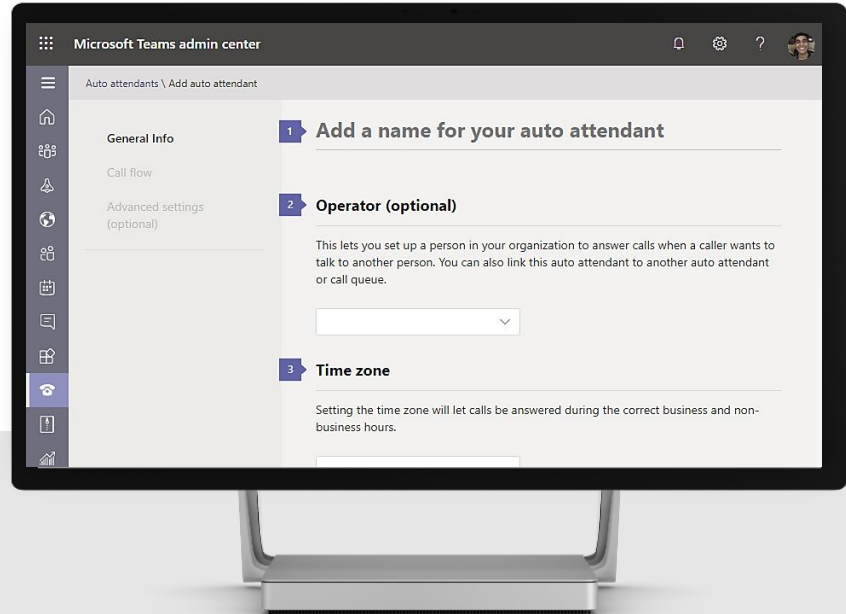 Microsoft Teams admin center
?
Auto attendants \ Add auto attendant
General Info
Call flow
Advanced settings
(optional)
1 Add a name for your auto attendant
2 Operator (optional)
This lets you set up a person in your organization to answer calls when a caller wants to
talk to another person. You can also link this auto attendant to another auto attendant
or call queue.
3 Time zone
Setting the time zone will let calls be answered during the correct business and non-
business hours.